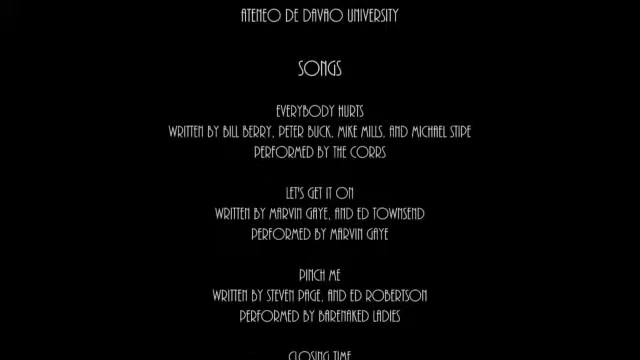 ATENEO DE DAVAO UNIVERSITY
SONGS
EVERYBODY HURTS
WRITTEN BY BILL BERRY, PETER BUCK, MIKE MILLS, AND MICHAEL STIPE
PERFORMED BY THE CORRS
LET'S GET IT ON
WRITTEN BY MARVIN GAYE, AND ED TOWNSEND
PERFORMED BY MARVIN GAYE
PINCH ME
WRITTEN BY STEVEN PAGE, AND ED ROBERTSON
PERFORMED BY BARENAKED LADIES
CLOSING TIME